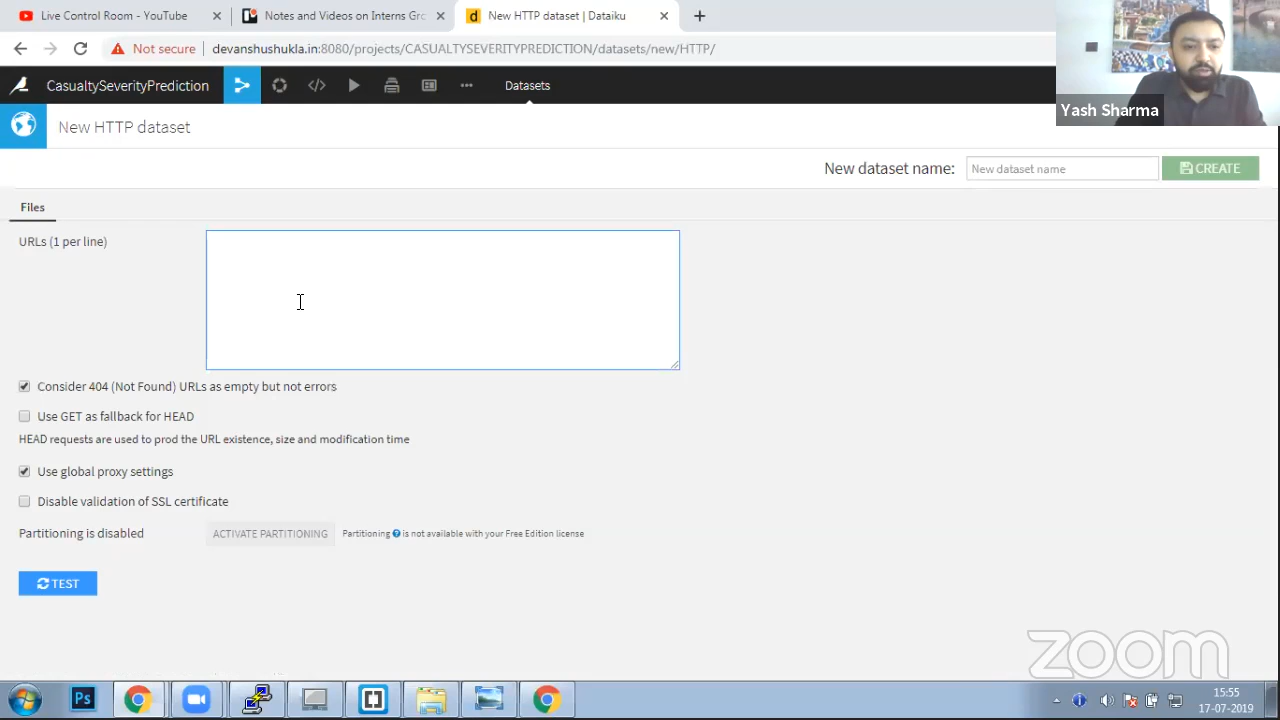 Live Control Room - YouTube
Notes and Videos on Interns Gro
New HTTP dataset | Dataiku
Not secure
devanshushukla.in:8080/projects/CASUALTYSEVERITYPREDICTION/datasets/new/HTTP/
CasualtySeverityPrediction
Datasets
Yash Sharma
New HTTP dataset
New dataset name:
New dataset name
CREATE
Files
URLs (1 per line)
Consider 404 (Not Found) URLs as empty but not errors
Use GET as fallback for HEAD
HEAD requests are used to prod the URL existence, size and modification time
Use global proxy settings
Disable validation of SSL certificate
Partitioning is disabled
ACTIVATE PARTITIONING
Partitioning ? is not available with your Free Edition license
TEST
zoom
Ps
15:55
17-07-2019